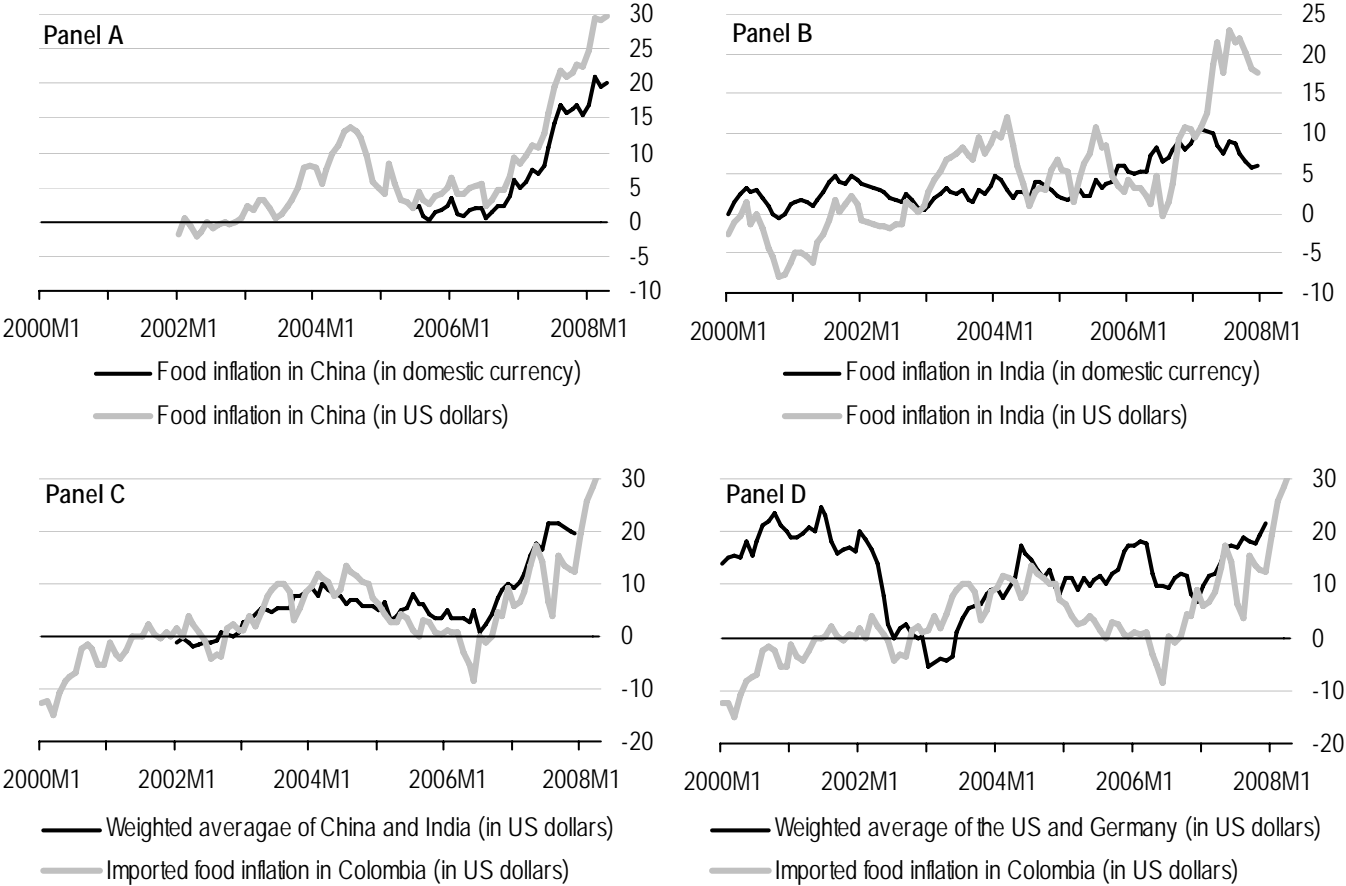 Panel A
30
25
20
15
10
5
0
-5
-10
2000M1 2002M1 2004M1 2006M1 2008M1
Food inflation in China (in domestic currency)
Food inflation in China (in US dollars)
Panel B
25
20
15
10
5
0
-5
-10
2000M1 2002M1 2004M1 2006M1 2008M1
Food inflation in India (in domestic currency)
Food inflation in India (in US dollars)
Panel C
30
20
10
0
-10
-20
2000M1 2002M1 2004M1 2006M1 2008M1
Weighted averagae of China and India (in US dollars)
Imported food inflation in Colombia (in US dollars)
Panel D
30
20
10
0
-10
-20
2000M1 2002M1 2004M1 2006M1 2008M1
Weighted average of the US and Germany (in US dollars)
Imported food inflation in Colombia (in US dollars)